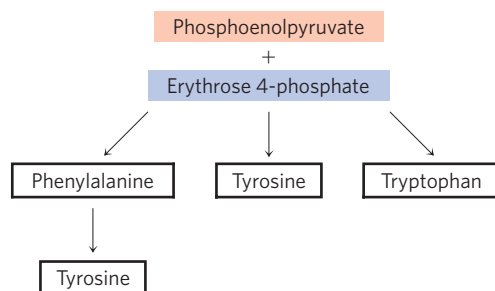 Phosphoenolpyruvate
+
Erythrose 4-phosphate
Phenylalanine Tyrosine Tryptophan
Tyrosine